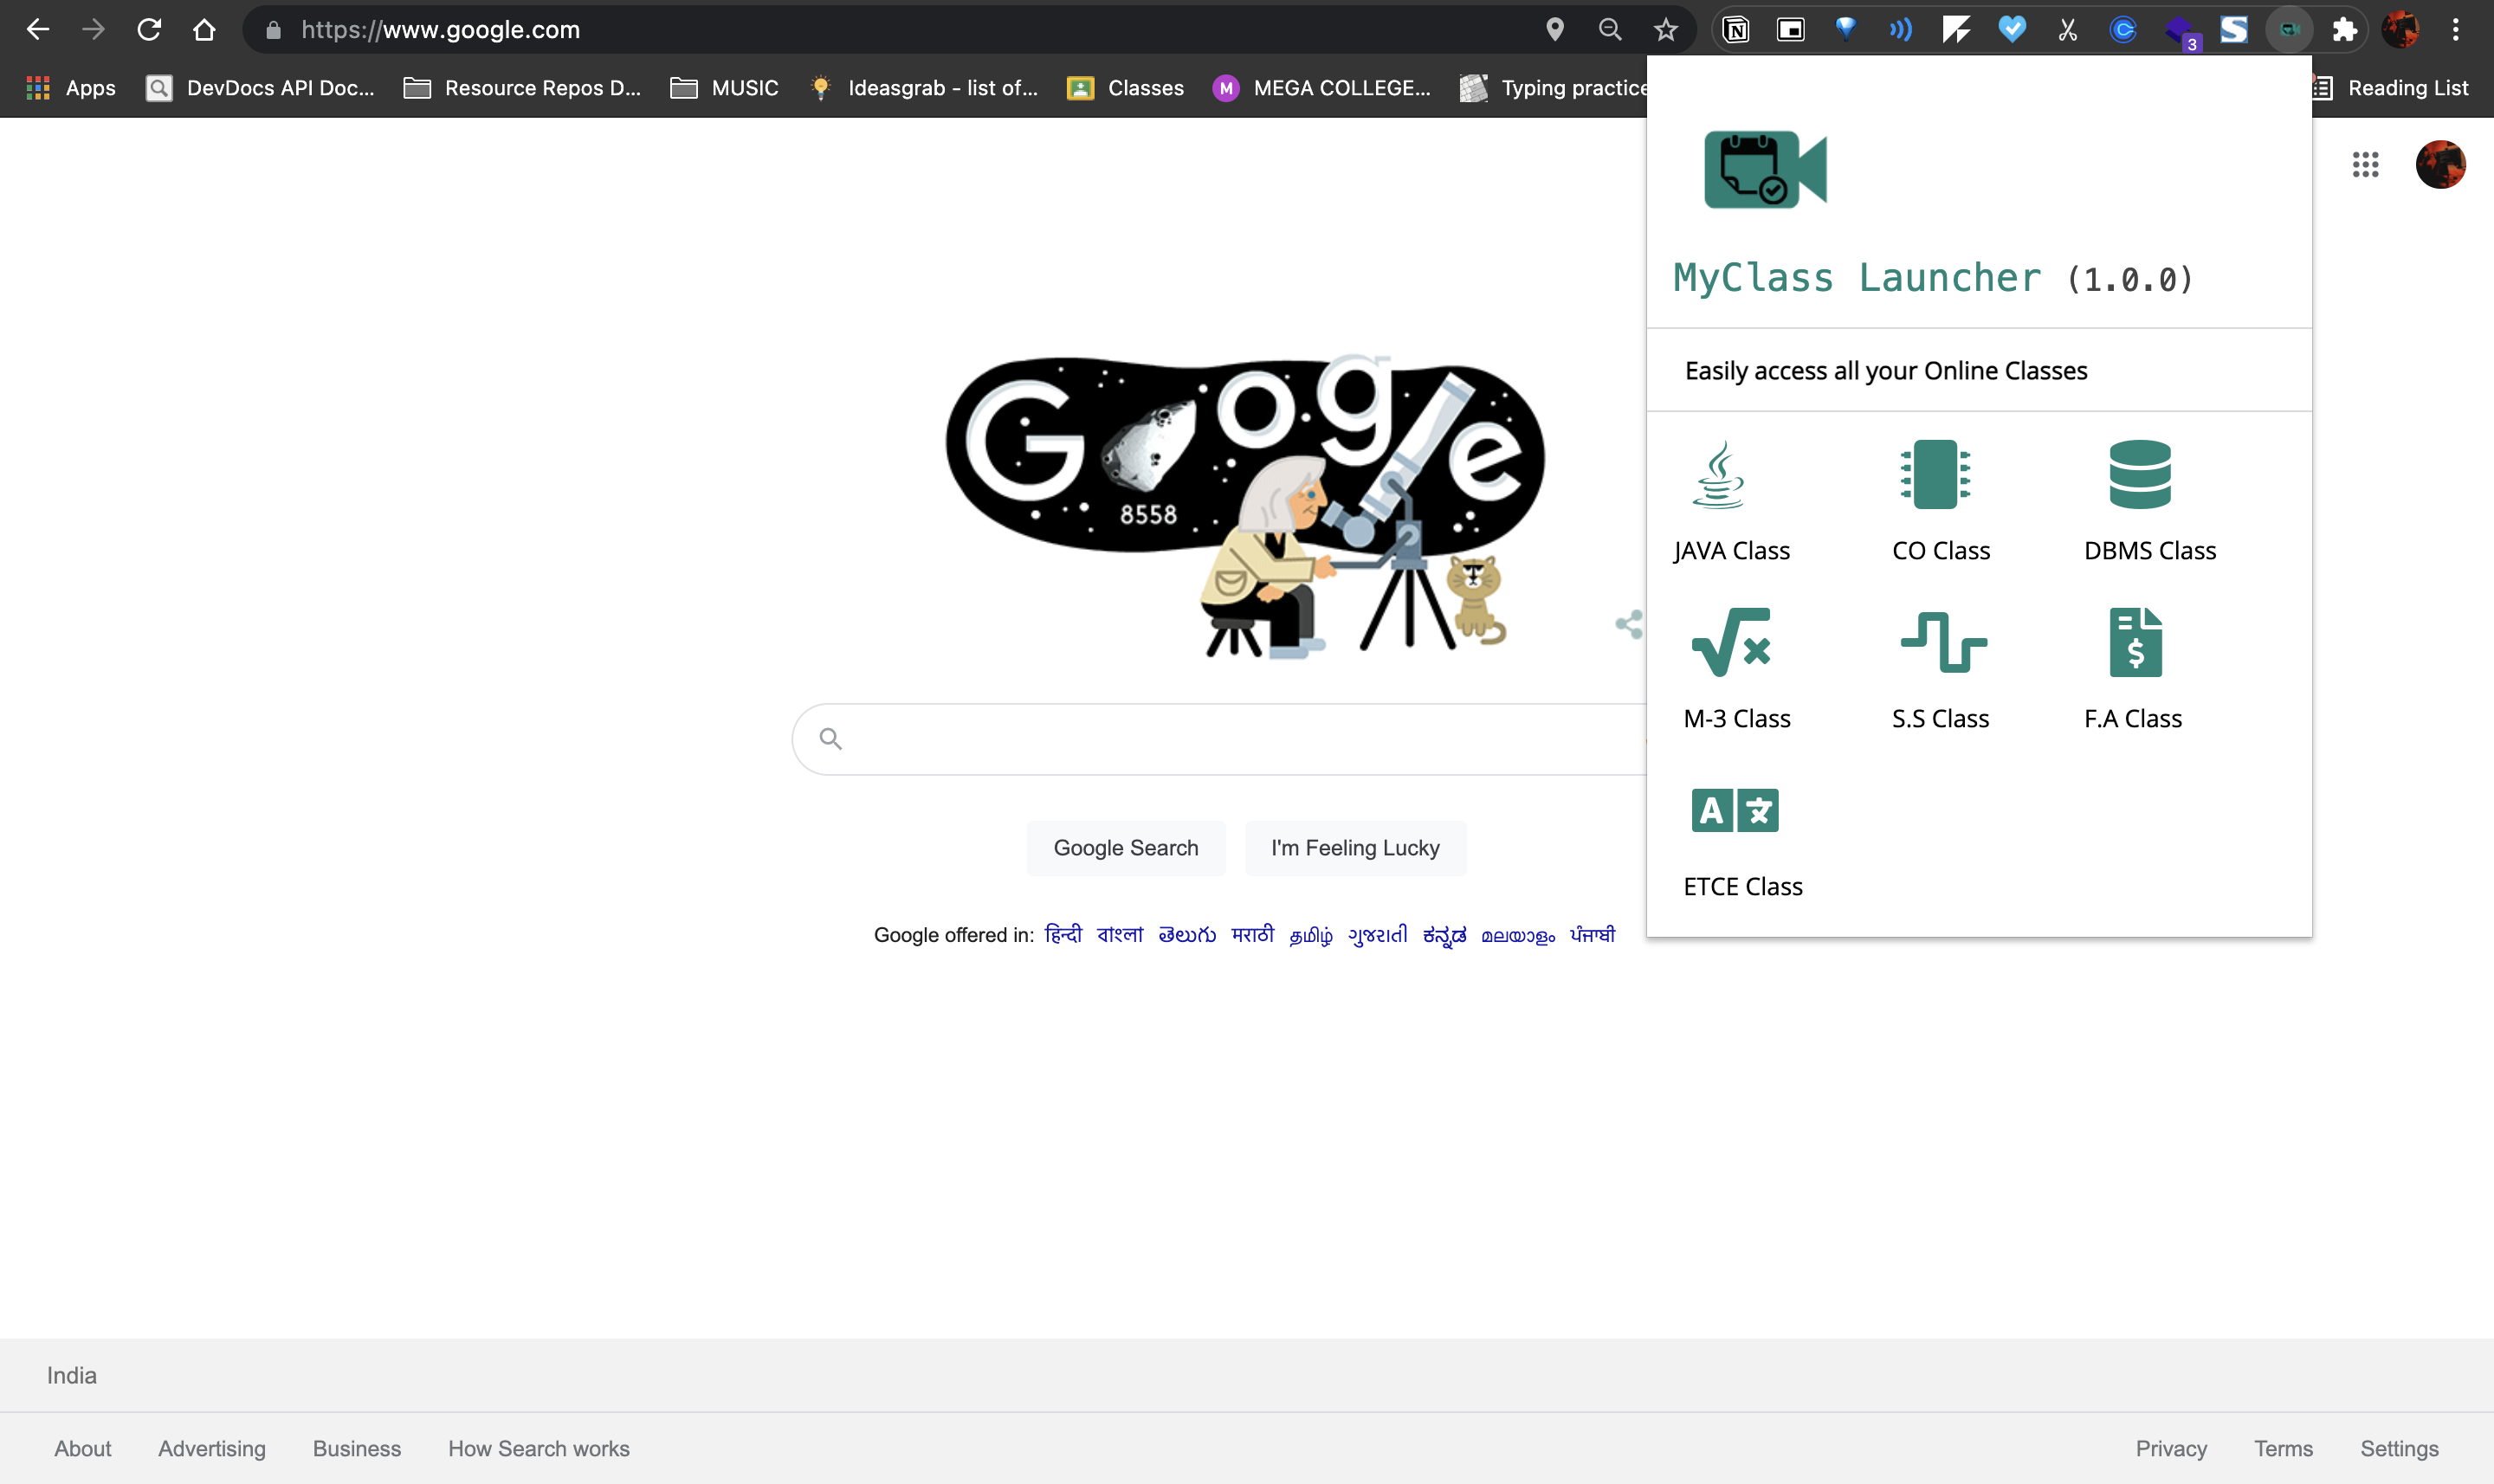 https://www.google.com
3
Apps
DevDocs API Doc...
Resource Repos D...
MUSIC
Ideasgrab - list of...
Classes
M
MEGA COLLEGE...
Typing practice
Reading List
MyClass Launcher (1.0.0)
Easily access all your Online Classes
JAVA Class
CO Class
DBMS Class
M-3 Class
S.S Class
F.A Class
ETCE Class
Google
8558
Google Search
I'm Feeling Lucky
Google offered in: हिन्दी বাংলা తెలుగు मराठी தமிழ் ગુજરાતી ಕನ್ನಡ മലയാളം ਪੰਜਾਬੀ
India
About
Advertising
Business
How Search works
Privacy
Terms
Settings